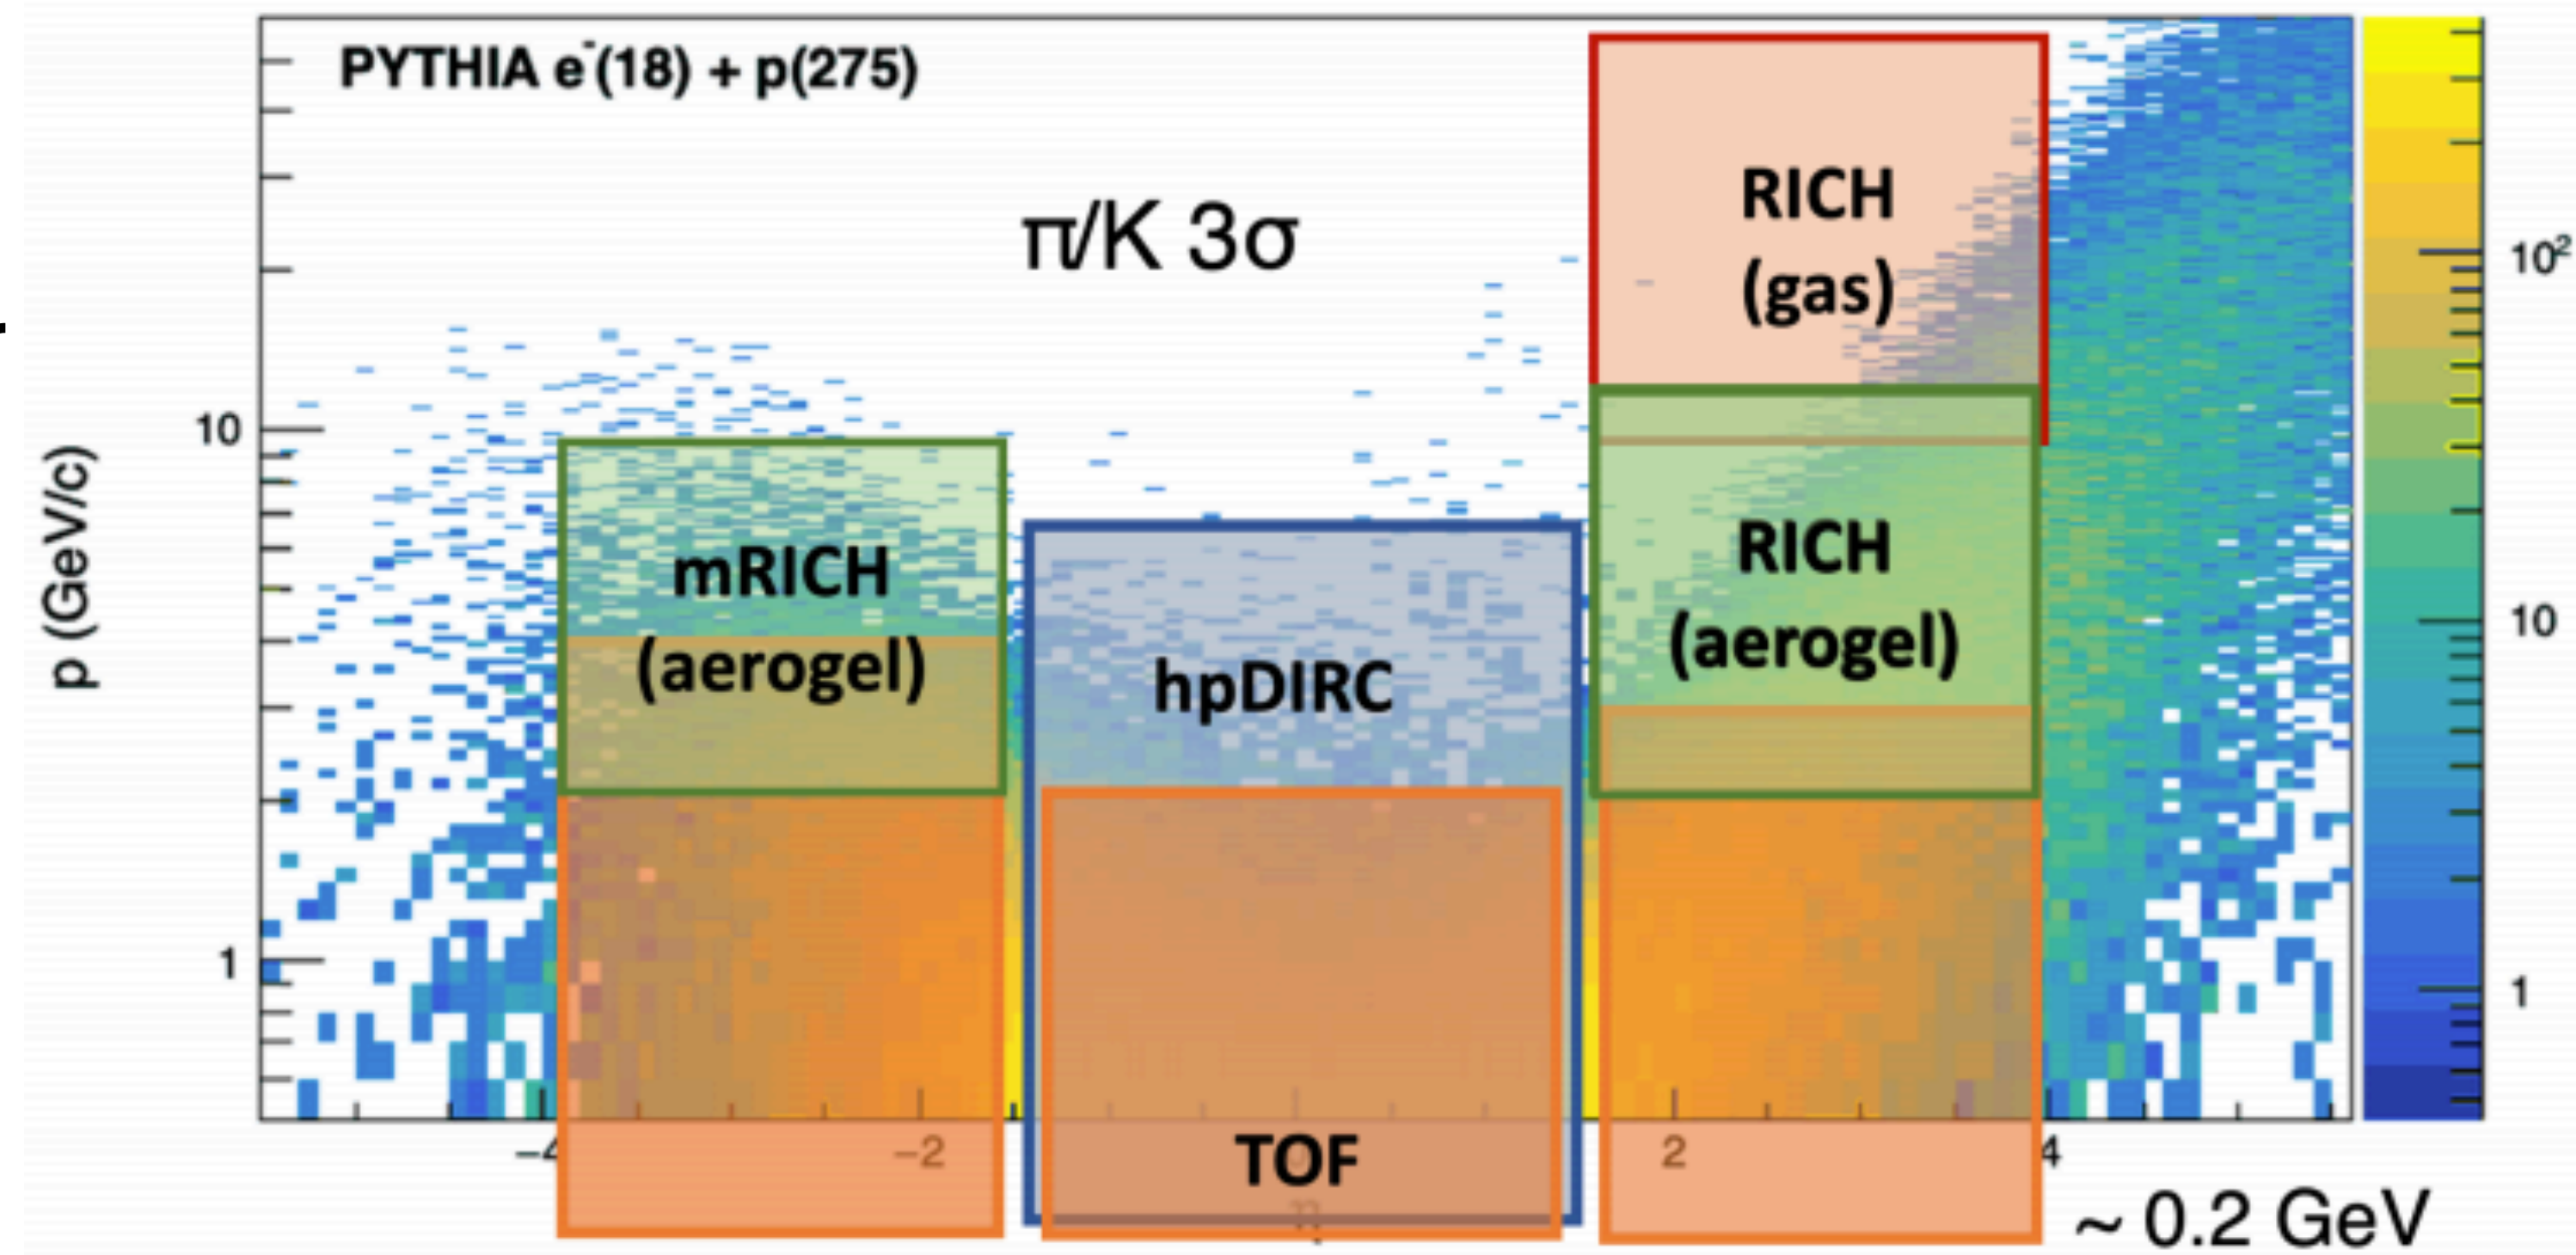 PYTHIA e⁻(18) + p(275)
π/K 3σ
RICH
(gas)
mRICH
(aerogel)
hpDIRC
RICH
(aerogel)
TOF
p (GeV/c)
10
1
−4
−2
2
4
η
~ 0.2 GeV
10²
10
1